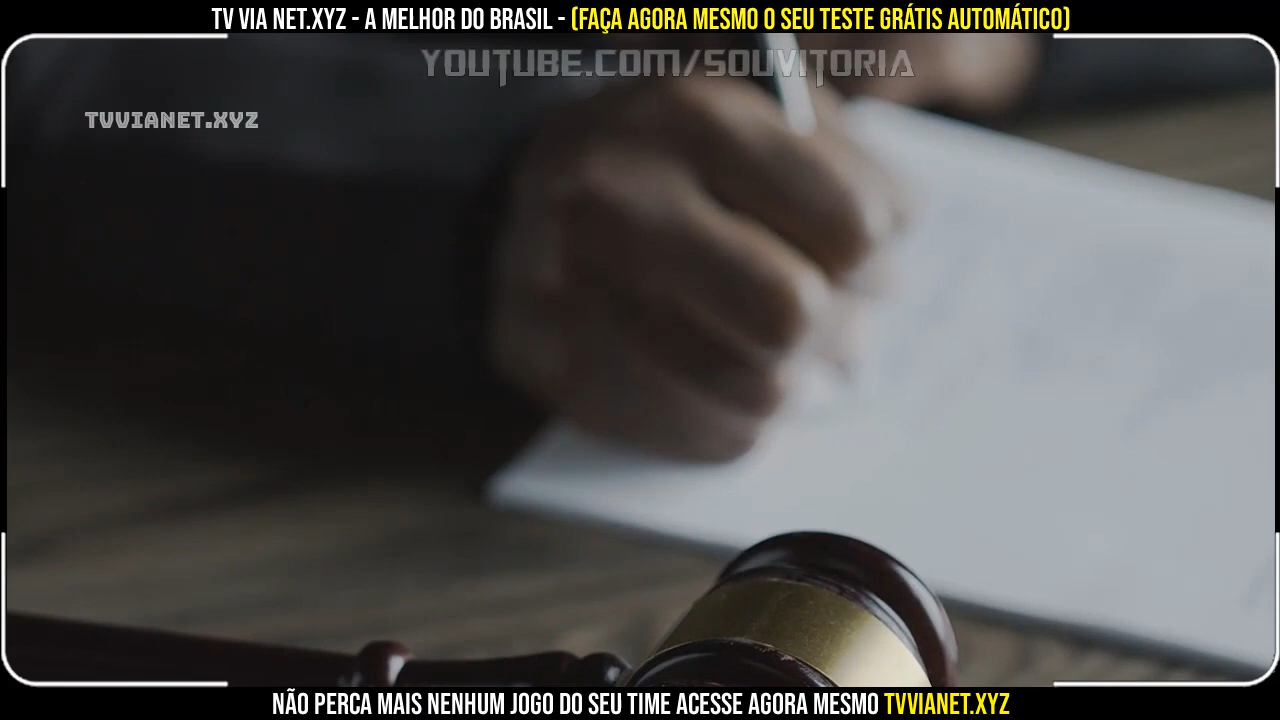 TV VIA NET.XYZ - A MELHOR DO BRASIL - (FAÇA AGORA MESMO O SEU TESTE GRÁTIS AUTOMÁTICO)
YOUTUBE.COM/SOUVITORIA
TVVIANET.XYZ
NÃO PERCA MAIS NENHUM JOGO DO SEU TIME ACESSE AGORA MESMO TVVIANET.XYZ